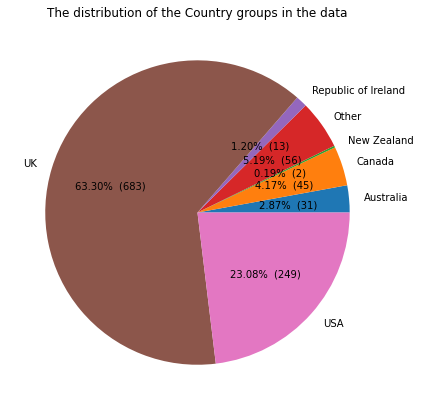 The distribution of the Country groups in the data
Republic of Ireland
Other
1.20% (13)
New Zealand
UK
5.19% (56)
Canada
0.19% (2)
63.30% (683)
4.17% (45)
Australia
2.87% (31)
23.08% (249)
USA